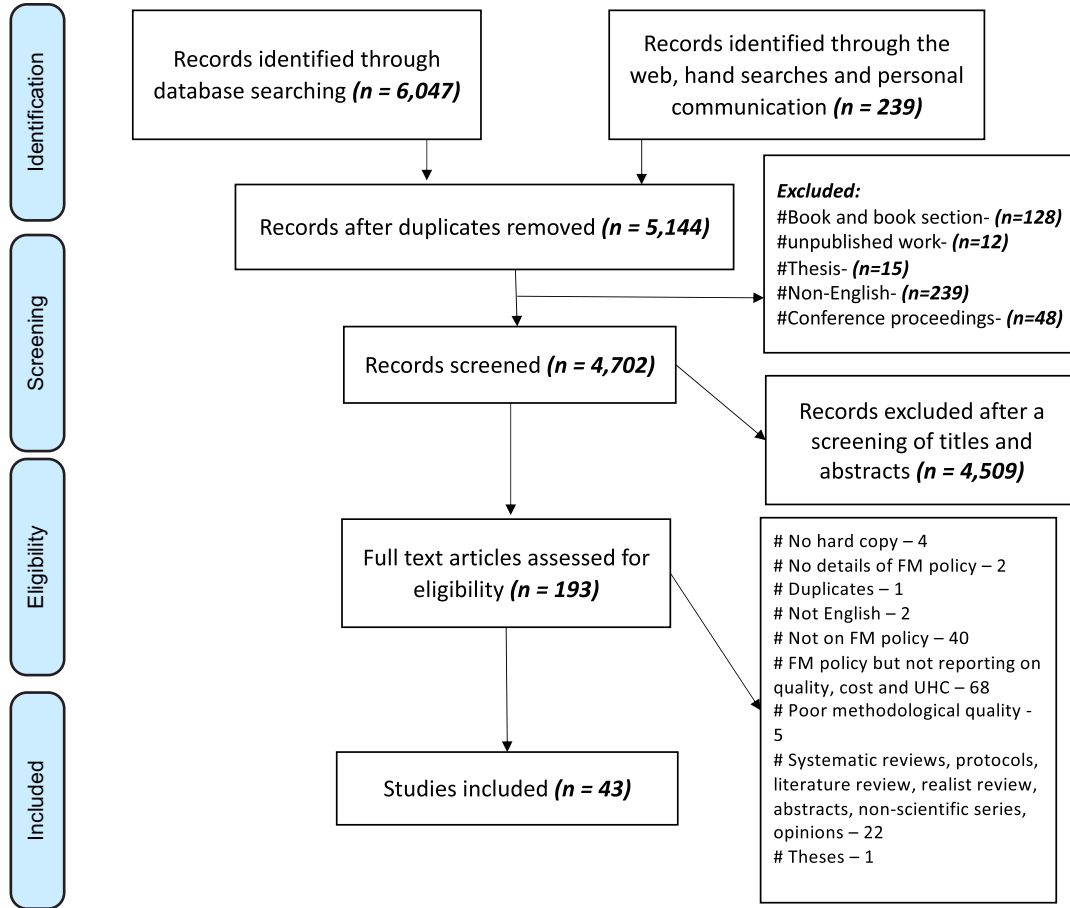 Identification
Records identified through
database searching (n = 6,047)
Records identified through the
web, hand searches and personal
communication (n = 239)
Records after duplicates removed (n = 5,144)
Excluded:
#Book and book section- (n=128)
#unpublished work- (n=12)
#Thesis- (n=15)
#Non-English- (n=239)
#Conference proceedings- (n=48)
Screening
Records screened (n = 4,702)
Records excluded after a
screening of titles and
abstracts (n = 4,509)
Eligibility
Full text articles assessed for
eligibility (n = 193)
# No hard copy – 4
# No details of FM policy – 2
# Duplicates – 1
# Not English – 2
# Not on FM policy – 40
# FM policy but not reporting on
quality, cost and UHC – 68
# Poor methodological quality -
5
# Systematic reviews, protocols,
literature review, realist review,
abstracts, non-scientific series,
opinions – 22
# Theses – 1
Included
Studies included (n = 43)